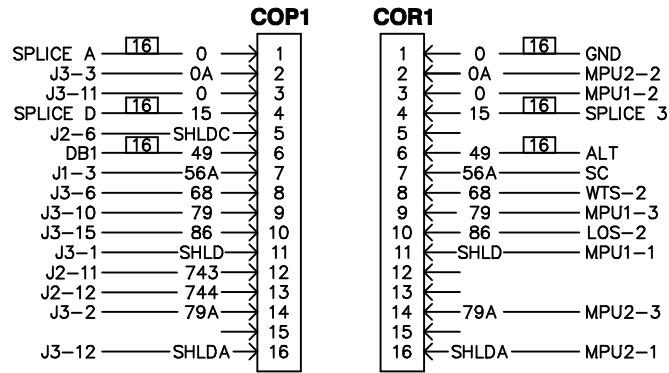 COP1 COR1
SPLICE A 16 0 1 1 0 16 GND
J3-3 0A 2 2 0A MPU2-2
J3-11 0 3 3 0 MPU1-2
SPLICE D 16 15 4 4 15 16 SPLICE 3
J2-6 SHLDC 5 5
DB1 16 49 6 6 49 16 ALT
J1-3 56A 7 7 56A SC
J3-6 68 8 8 68 WTS-2
J3-10 79 9 9 79 MPU1-3
J3-15 86 10 10 86 LOS-2
J3-1 SHLD 11 11 SHLD MPU1-1
J2-11 743 12 12
J2-12 744 13 13
J3-2 79A 14 14 79A MPU2-3
15 15
J3-12 SHLDA 16 16 SHLDA MPU2-1